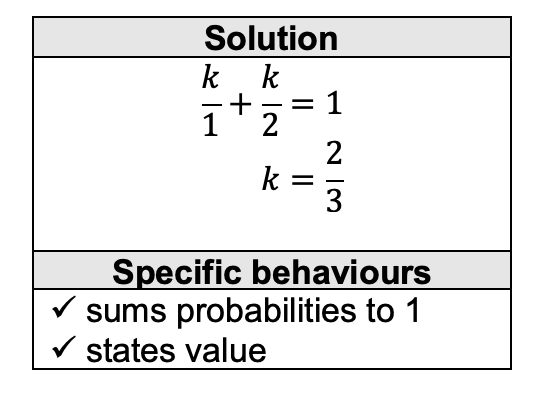 Solution
k/1 + k/2 = 1
k = 2/3
Specific behaviours
✓ sums probabilities to 1
✓ states value